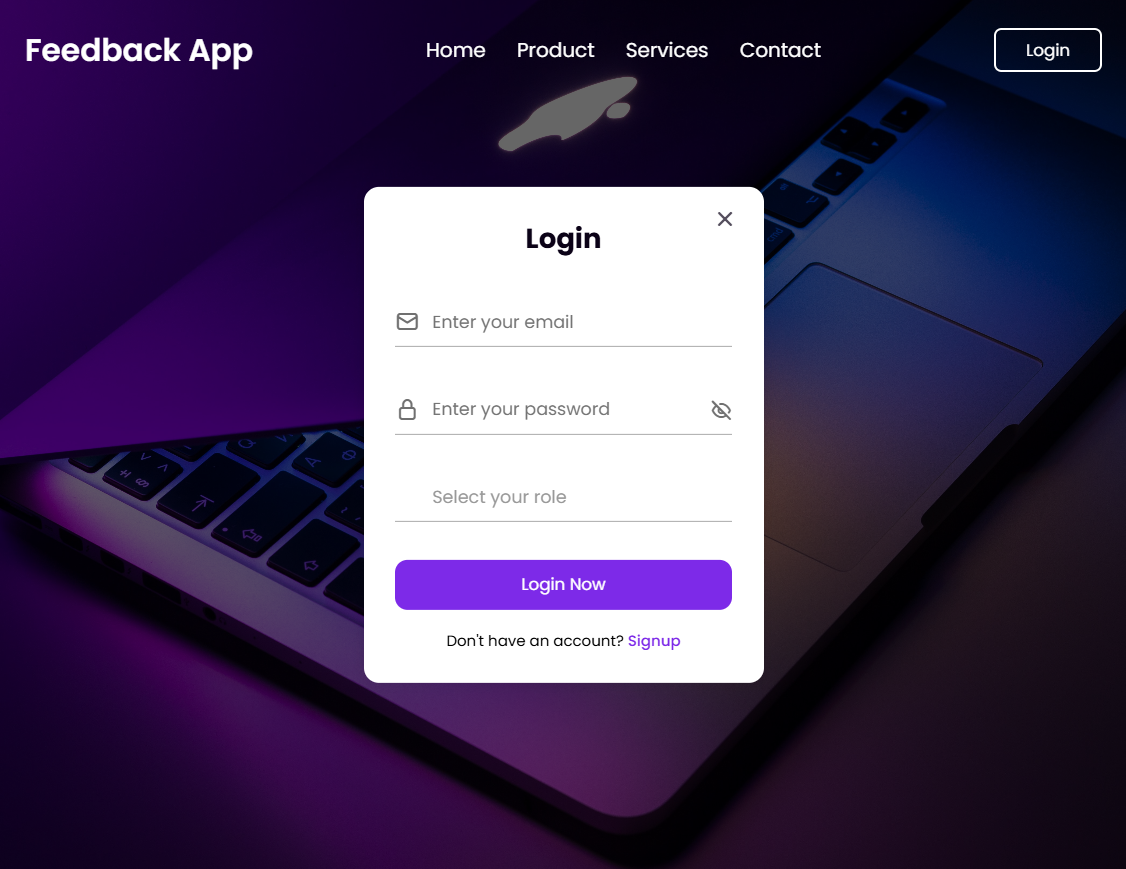 Feedback App
Home Product Services Contact
Login
Login
Enter your email
Enter your password
Select your role
Login Now
Don't have an account? Signup